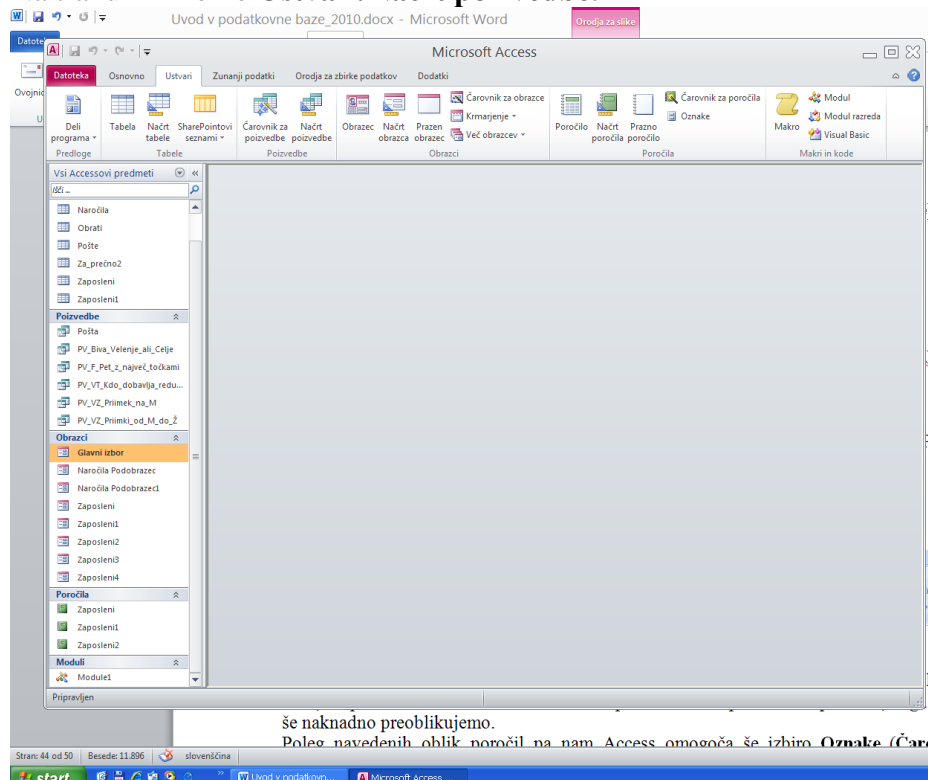 Uvod v podatkovne baze_2010.docx - Microsoft Word
Orodja za slike
Microsoft Access
Datoteka Osnovno Ustvari Zunanji podatki Orodja za zbirke podatkov Dodatki
Deli programa
Tabela
Načrt tabele
SharePointovi seznami
Čarovnik za poizvedbe
Načrt poizvedbe
Obrazec
Načrt obrazca
Prazen obrazec
Čarovnik za obrazce
Krmarjenje
Več obrazcev
Poročilo
Načrt poročila
Prazno poročilo
Čarovnik za poročila
Oznake
Makro
Modul
Modul razreda
Visual Basic
Predloge Tabele Poizvedbe Obrazci Poročila Makri in kode
Vsi Accessovi predmeti
Išči ...
Naročila
Obrati
Pošte
Za_prečno2
Zaposleni
Zaposleni1
Poizvedbe
Pošta
PV_Biva_Velenje_ali_Celje
PV_F_Pet_z_največ_točkami
PV_VT_Kdo_dobavlja_redu...
PV_VZ_Priimek_na_M
PV_VZ_Priimki_od_M_do_Ž
Obrazci
Glavni izbor
Naročila Podobrazec
Naročila Podobrazec1
Zaposleni
Zaposleni1
Zaposleni2
Zaposleni3
Zaposleni4
Poročila
Zaposleni
Zaposleni1
Zaposleni2
Moduli
Module1
Pripravljen
še naknadno preoblikujemo.
Poleg navedenih oblik poročil pa nam Access omogoča še izbiro Oznake (Čaro
Stran: 44 od 50 Besede: 11.896 slovenščina
start
Uvod v podatkovn... Microsoft Access